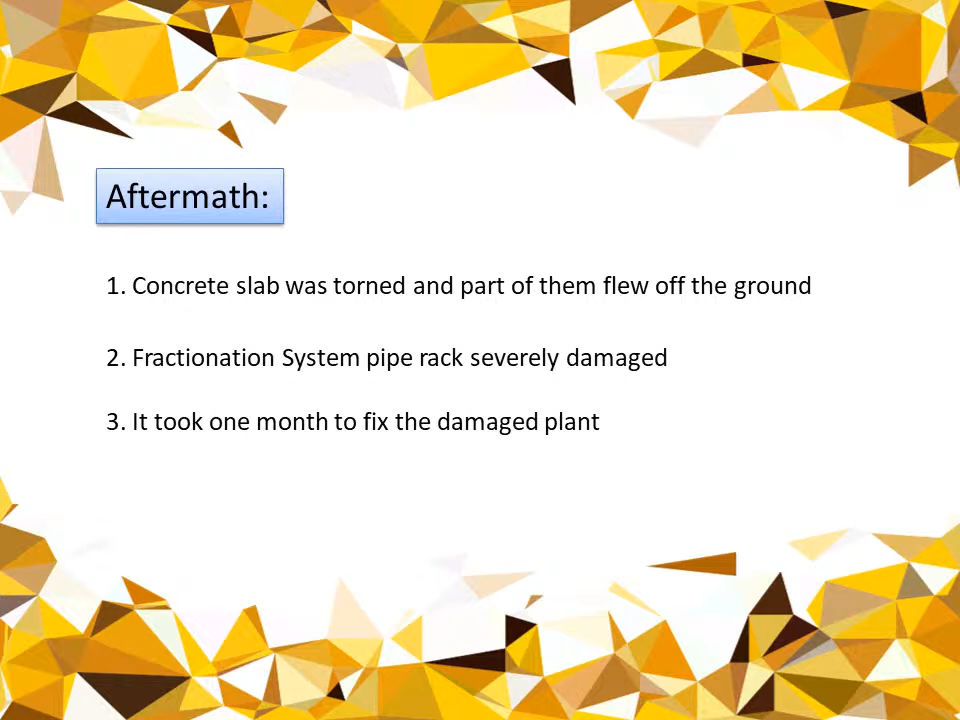 Aftermath:
1. Concrete slab was torned and part of them flew off the ground
2. Fractionation System pipe rack severely damaged
3. It took one month to fix the damaged plant